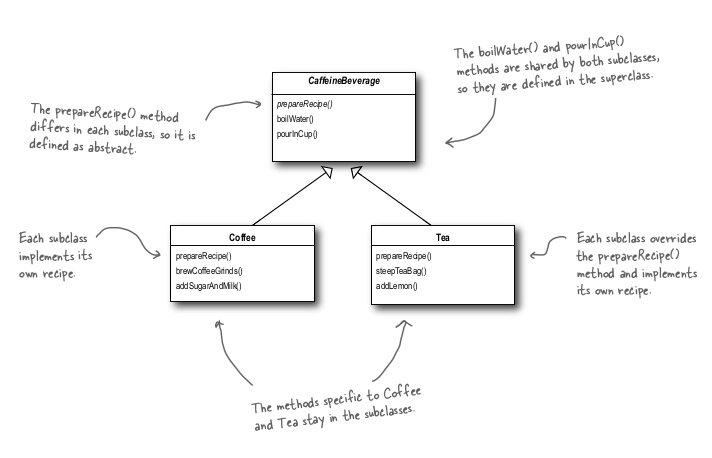 The boilWater() and pourInCup()
methods are shared by both subclasses,
so they are defined in the superclass.
CaffeineBeverage
prepareRecipe()
boilWater()
pourInCup()
The prepareRecipe() method
differs in each subclass, so it is
defined as abstract.
Each subclass
implements its
own recipe.
Coffee
prepareRecipe()
brewCoffeeGrinds()
addSugarAndMilk()
Tea
prepareRecipe()
steepTeaBag()
addLemon()
Each subclass overrides
the prepareRecipe()
method and implements
its own recipe.
The methods specific to Coffee
and Tea stay in the subclasses.